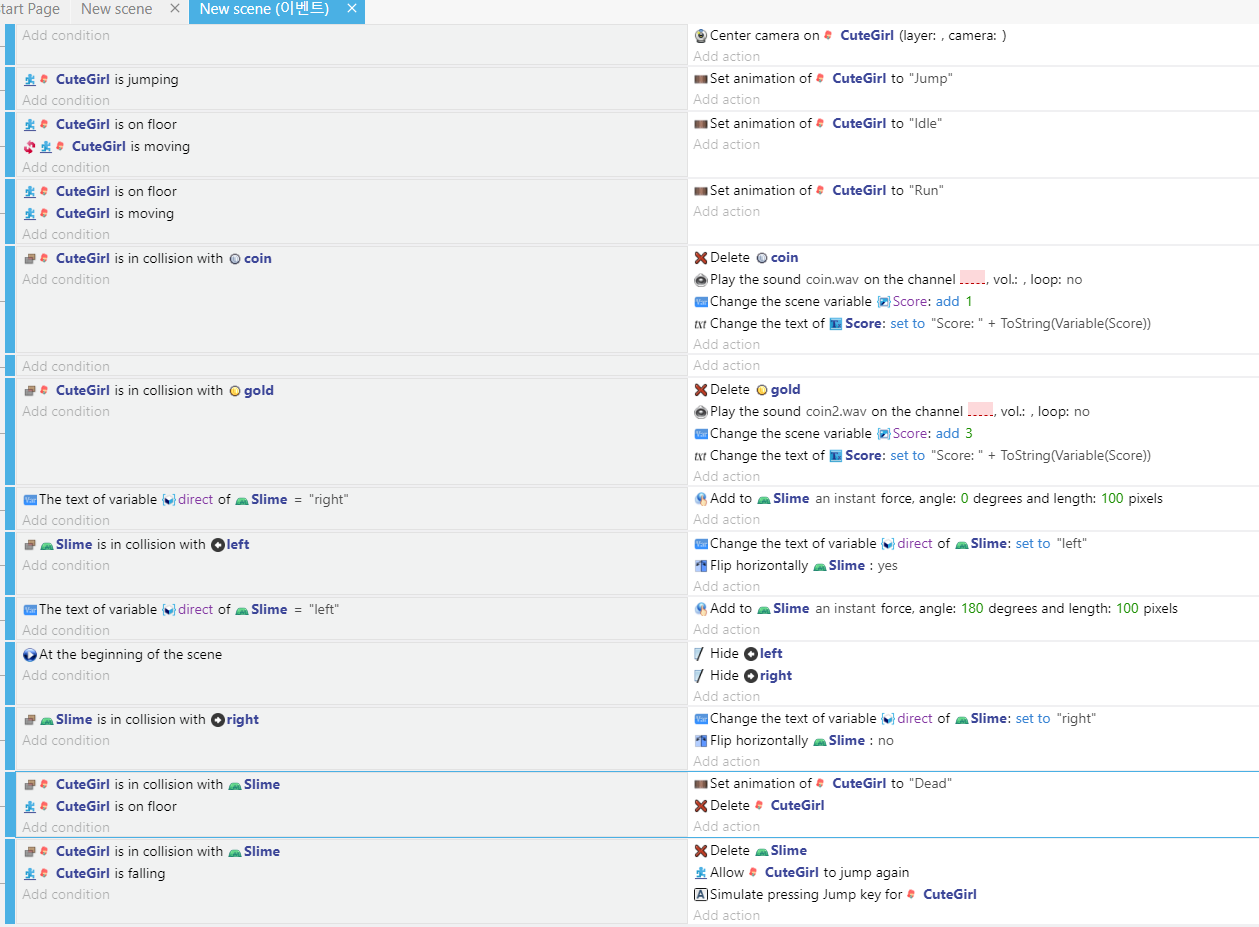 tart Page New scene × New scene (이벤트) ×
Add condition
Center camera on CuteGirl (layer: , camera: )
Add action
CuteGirl is jumping
Add condition
Set animation of CuteGirl to "Jump"
Add action
CuteGirl is on floor
CuteGirl is moving
Add condition
Set animation of CuteGirl to "Idle"
Add action
CuteGirl is on floor
CuteGirl is moving
Add condition
Set animation of CuteGirl to "Run"
Add action
CuteGirl is in collision with coin
Add condition
Delete coin
Play the sound coin.wav on the channel , vol.: , loop: no
Change the scene variable Score: add 1
Change the text of Score: set to "Score: " + ToString(Variable(Score))
Add action
Add condition
Add action
CuteGirl is in collision with gold
Add condition
Delete gold
Play the sound coin2.wav on the channel , vol.: , loop: no
Change the scene variable Score: add 3
Change the text of Score: set to "Score: " + ToString(Variable(Score))
Add action
The text of variable direct of Slime = "right"
Add condition
Add to Slime an instant force, angle: 0 degrees and length: 100 pixels
Add action
Slime is in collision with left
Add condition
Change the text of variable direct of Slime: set to "left"
Flip horizontally Slime : yes
Add action
The text of variable direct of Slime = "left"
Add condition
Add to Slime an instant force, angle: 180 degrees and length: 100 pixels
Add action
At the beginning of the scene
Add condition
Hide left
Hide right
Add action
Slime is in collision with right
Add condition
Change the text of variable direct of Slime: set to "right"
Flip horizontally Slime : no
Add action
CuteGirl is in collision with Slime
CuteGirl is on floor
Add condition
Set animation of CuteGirl to "Dead"
Delete CuteGirl
Add action
CuteGirl is in collision with Slime
CuteGirl is falling
Add condition
Delete Slime
Allow CuteGirl to jump again
Simulate pressing Jump key for CuteGirl
Add action